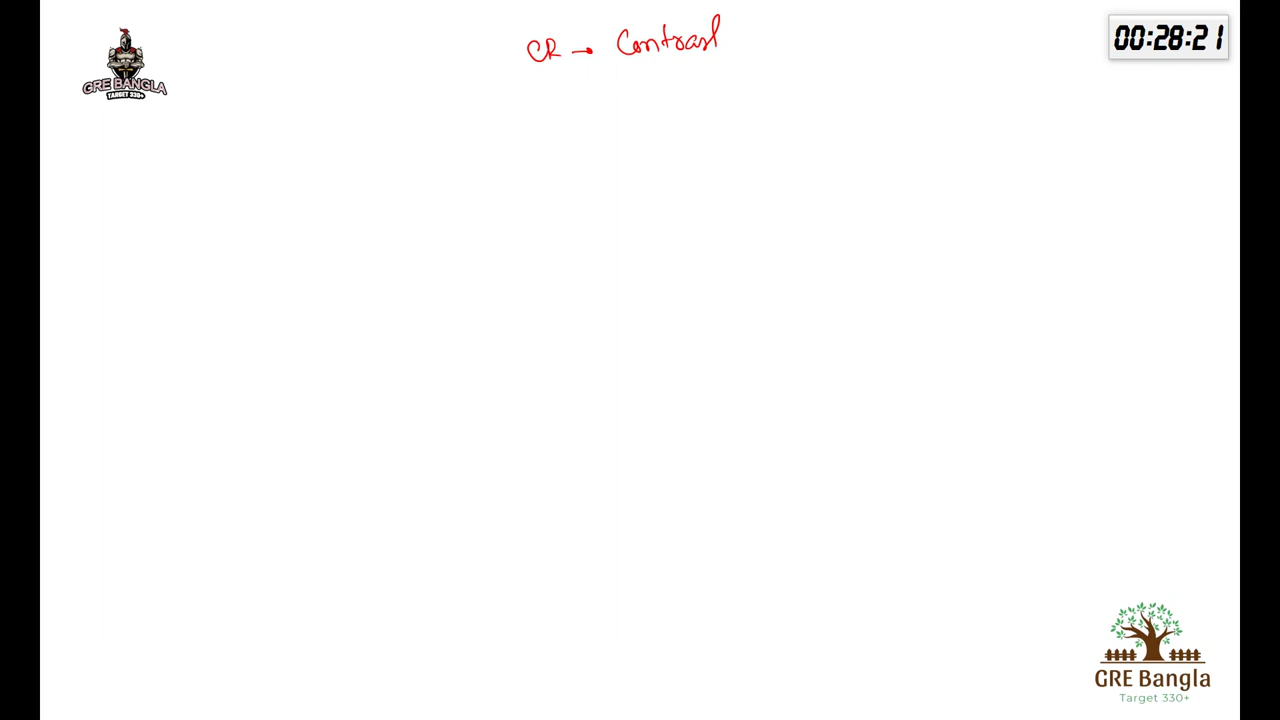 CR → Contrast
00:28:21
GRE BANGLA
TARGET 330+
GRE Bangla
Target 330+